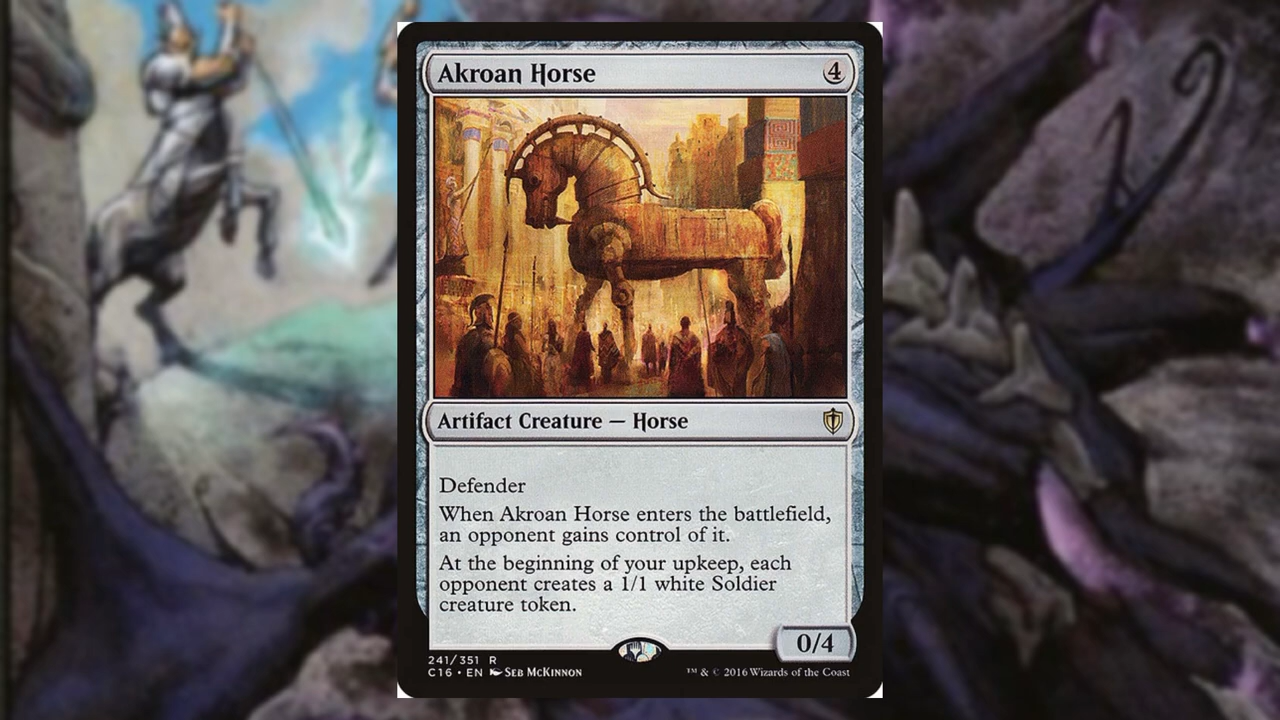 Akroan Horse 4
Artifact Creature — Horse
Defender
When Akroan Horse enters the battlefield,
an opponent gains control of it.
At the beginning of your upkeep, each
opponent creates a 1/1 white Soldier
creature token.
0/4
241/351 R
C16 • EN SEB MCKINNON
™ & © 2016 Wizards of the Coast